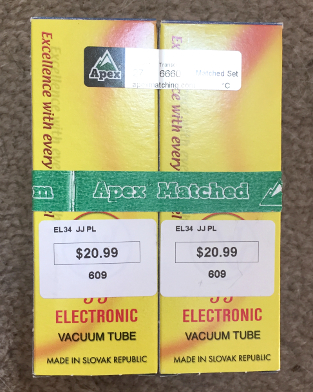 Excellence with every
Excellence with every
Apex
Matched Set
°C
Apex Matched
EL34 JJ PL
$20.99
609
EL34 JJ PL
$20.99
609
ELECTRONIC
VACUUM TUBE
MADE IN SLOVAK REPUBLIC
ELECTRONIC
VACUUM TUBE
MADE IN SLOVAK REPUBLIC